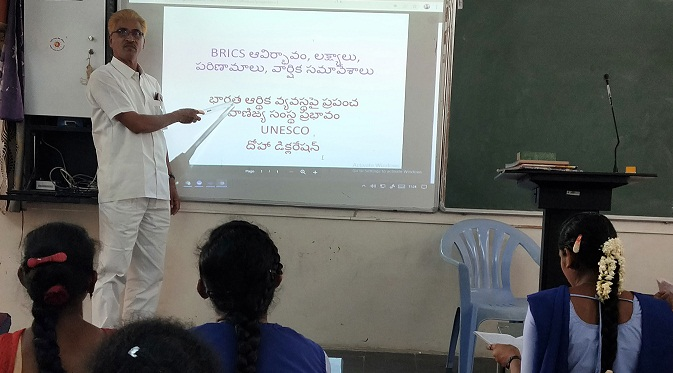 BRICS ఆవిర్భావం, లక్ష్యాలు,
పరిణామాలు, వార్షిక సమావేశాలు
భారత ఆర్థిక వ్యవస్థపై ప్రపంచ
వాణిజ్య సంస్థ ప్రభావం
UNESCO
దోహా డిక్లరేషన్